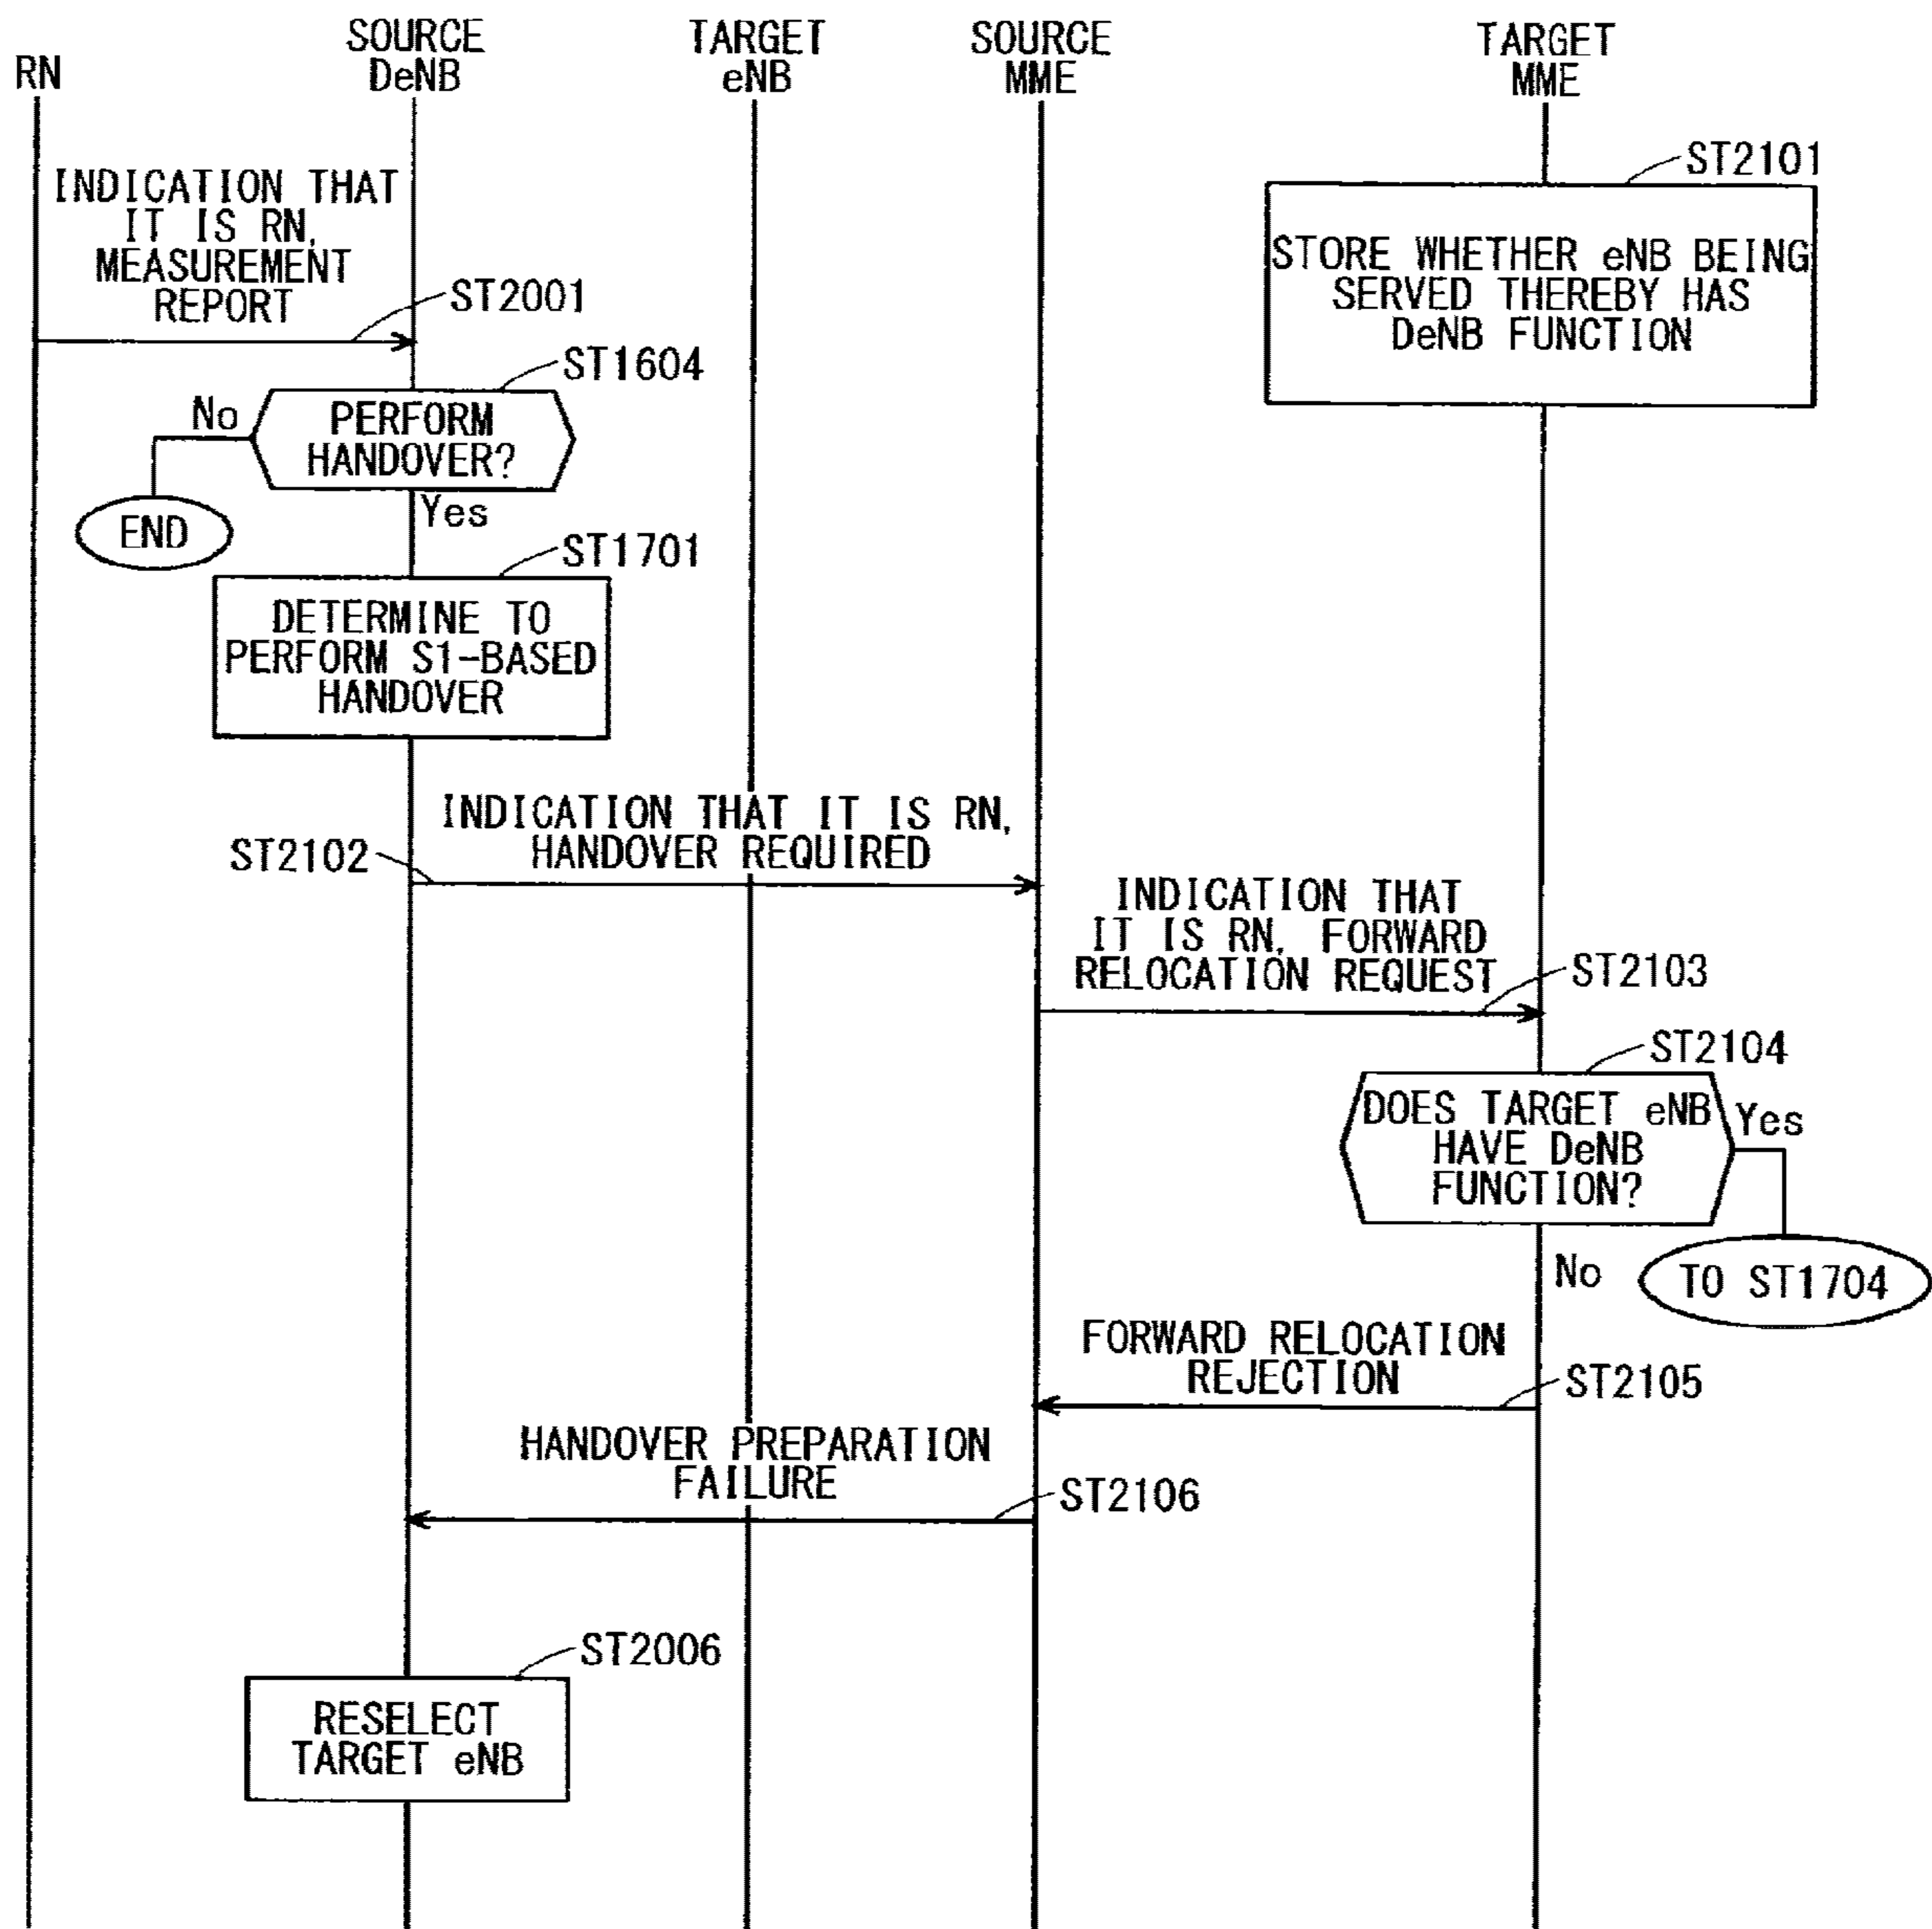 RN
SOURCE
DeNB
TARGET
eNB
SOURCE
MME
TARGET
MME
ST2101
STORE WHETHER eNB BEING
SERVED THEREBY HAS
DeNB FUNCTION
INDICATION THAT
IT IS RN,
MEASUREMENT
REPORT
ST2001
ST1604
No
PERFORM
HANDOVER?
Yes
END
ST1701
DETERMINE TO
PERFORM S1-BASED
HANDOVER
INDICATION THAT IT IS RN,
HANDOVER REQUIRED
ST2102
INDICATION THAT
IT IS RN, FORWARD
RELOCATION REQUEST
ST2103
ST2104
DOES TARGET eNB
HAVE DeNB
FUNCTION?
Yes
No
TO ST1704
FORWARD RELOCATION
REJECTION
ST2105
HANDOVER PREPARATION
FAILURE
ST2106
ST2006
RESELECT
TARGET eNB